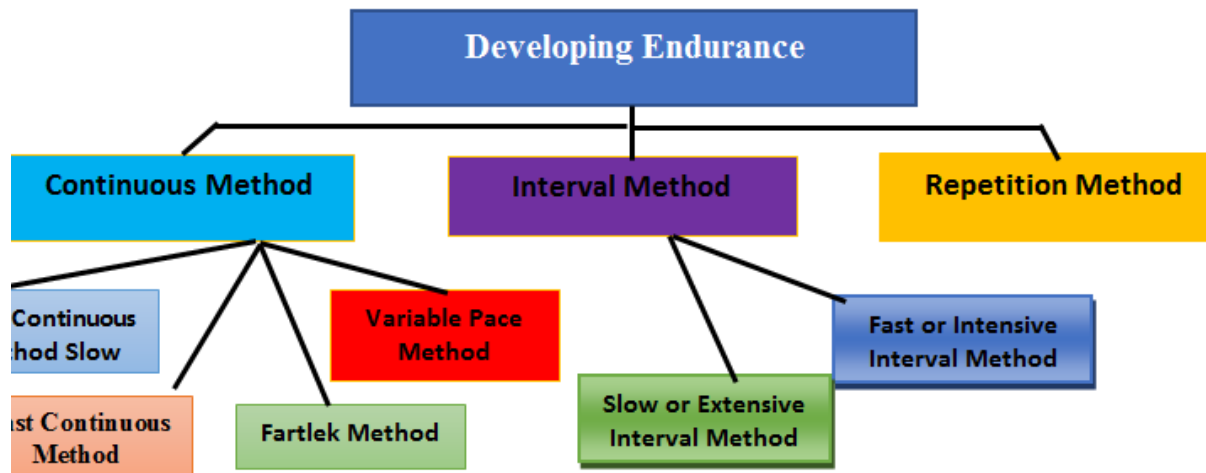 Developing Endurance
Continuous Method
Interval Method
Repetition Method
Continuous
Slow
Variable Pace
Method
Fast or Intensive
Interval Method
Slow or Extensive
Interval Method
Continuous
Method
Fartlek Method